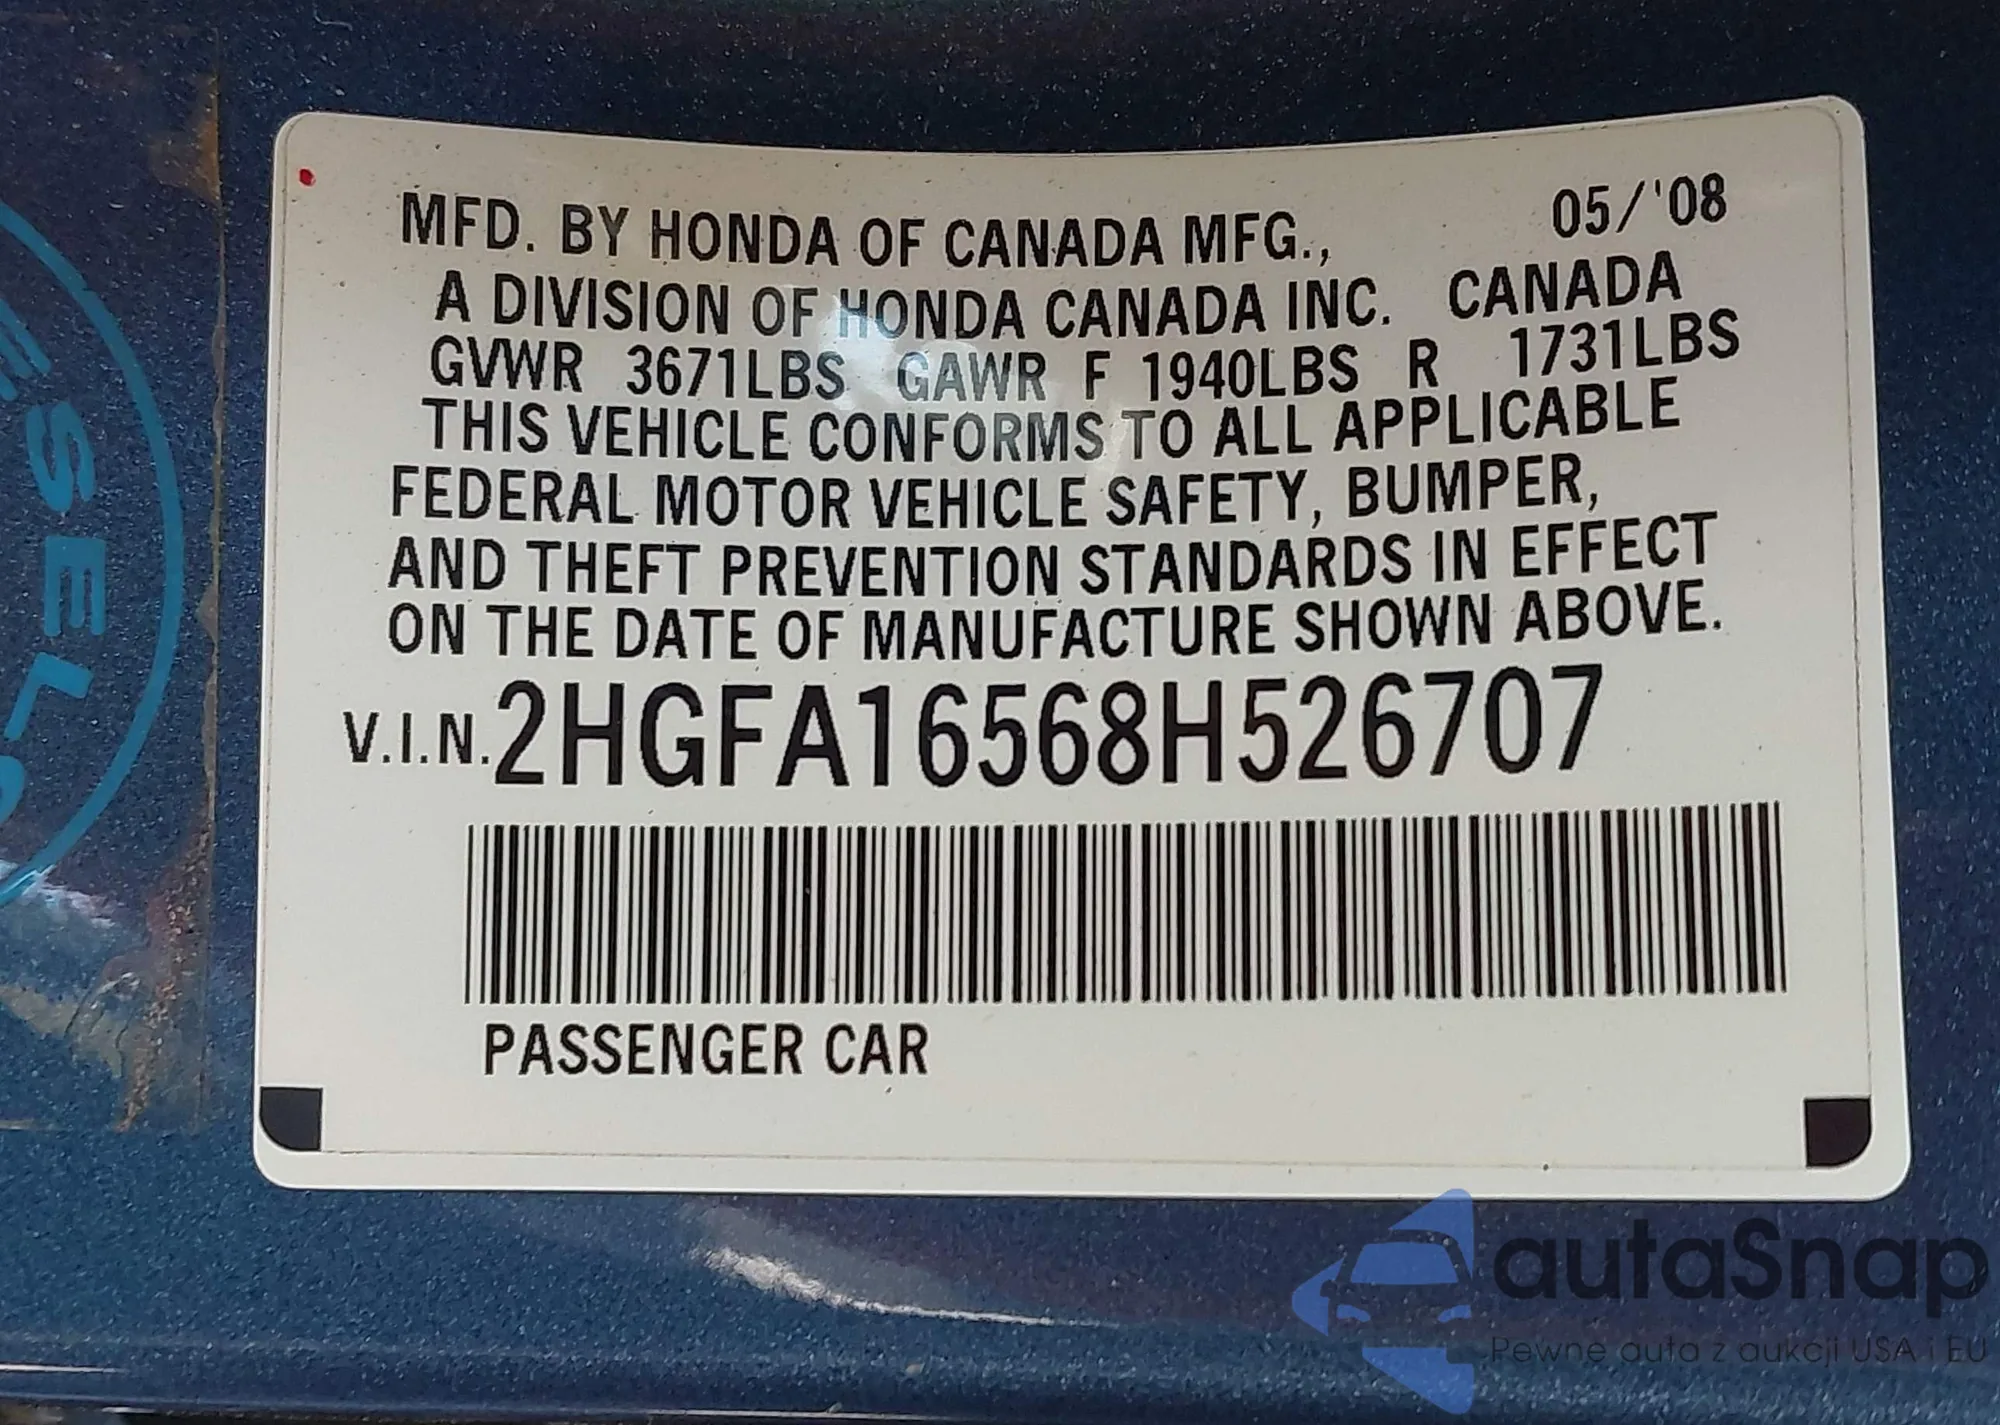 MFD. BY HONDA OF CANADA MFG., 05/'08
A DIVISION OF HONDA CANADA INC. CANADA
GVWR 3671LBS GAWR F 1940LBS R 1731LBS
THIS VEHICLE CONFORMS TO ALL APPLICABLE
FEDERAL MOTOR VEHICLE SAFETY, BUMPER,
AND THEFT PREVENTION STANDARDS IN EFFECT
ON THE DATE OF MANUFACTURE SHOWN ABOVE.
V.I.N. 2HGFA16568H526707
PASSENGER CAR
autaSnap
Pewne auta z aukcji USA i EU